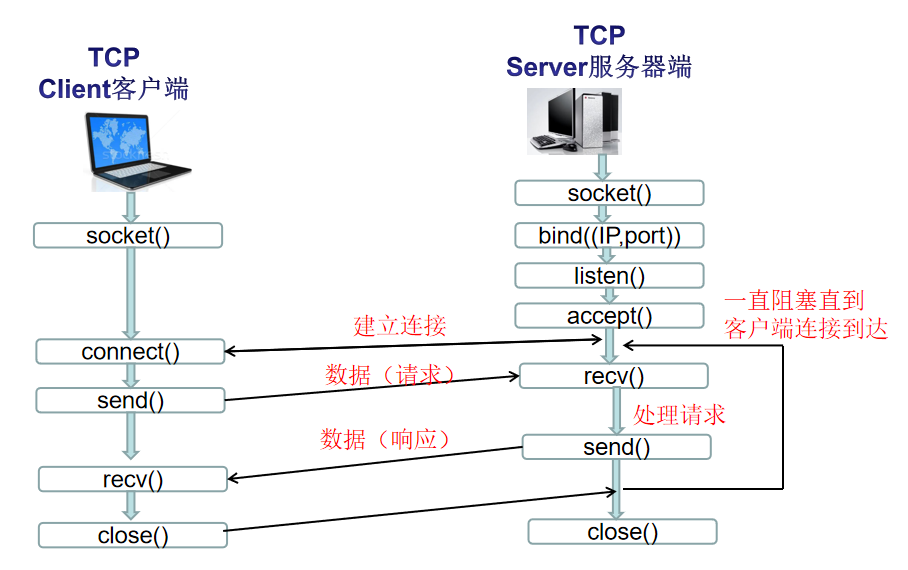 TCP
Client客户端
TCP
Server服务器端
socket()
socket()
bind((IP,port))
listen()
accept()
一直阻塞直到
客户端连接到达
建立连接
connect()
数据（请求）
recv()
send()
处理请求
数据（响应）
send()
recv()
close()
close()